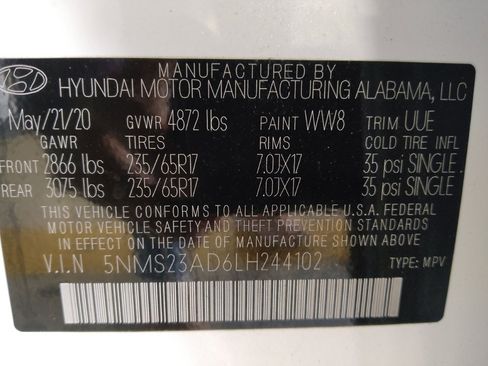 MANUFACTURED BY
HYUNDAI MOTOR MANUFACTURING ALABAMA, LLC
May/21/20 GVWR 4872 lbs PAINT WW8 TRIM UUE
GAWR TIRES RIMS COLD TIRE INFL
FRONT 2866 lbs 235/65R17 7.0JX17 35 psi SINGLE
REAR 3075 lbs 235/65R17 7.0JX17 35 psi SINGLE
THIS VEHICLE CONFORMS TO ALL APPLICABLE U.S.A. FEDERAL
MOTOR VEHICLE SAFETY AND THEFT PREVENTION STANDARDS
IN EFFECT ON THE DATE OF MANUFACTURE SHOWN ABOVE.
V.I.N 5NMS23AD6LH244102 TYPE: MPV